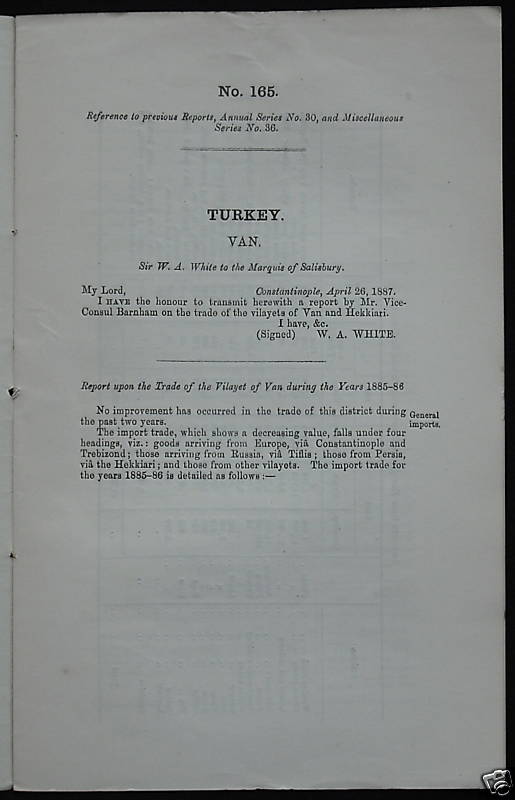 No. 165.
Reference to previous Reports, Annual Series No. 30, and Miscellaneous
Series No. 36.
TURKEY.
VAN.
Sir W. A. White to the Marquis of Salisbury.
My Lord, Constantinople, April 26, 1887.
I HAVE the honour to transmit herewith a report by Mr. Vice-
Consul Barnham on the trade of the vilayets of Van and Hekkiari.
I have, &c.
(Signed) W. A. WHITE.
Report upon the Trade of the Vilayet of Van during the Years 1885-86
No improvement has occurred in the trade of this district during
the past two years.
General
imports.
The import trade, which shows a decreasing value, falls under four
headings, viz.: goods arriving from Europe, viâ Constantinople and
Trebizond; those arriving from Russia, viâ Tiflis; those from Persia,
viâ the Hekkiari; and those from other vilayets. The import trade for
the years 1885-86 is detailed as follows:—